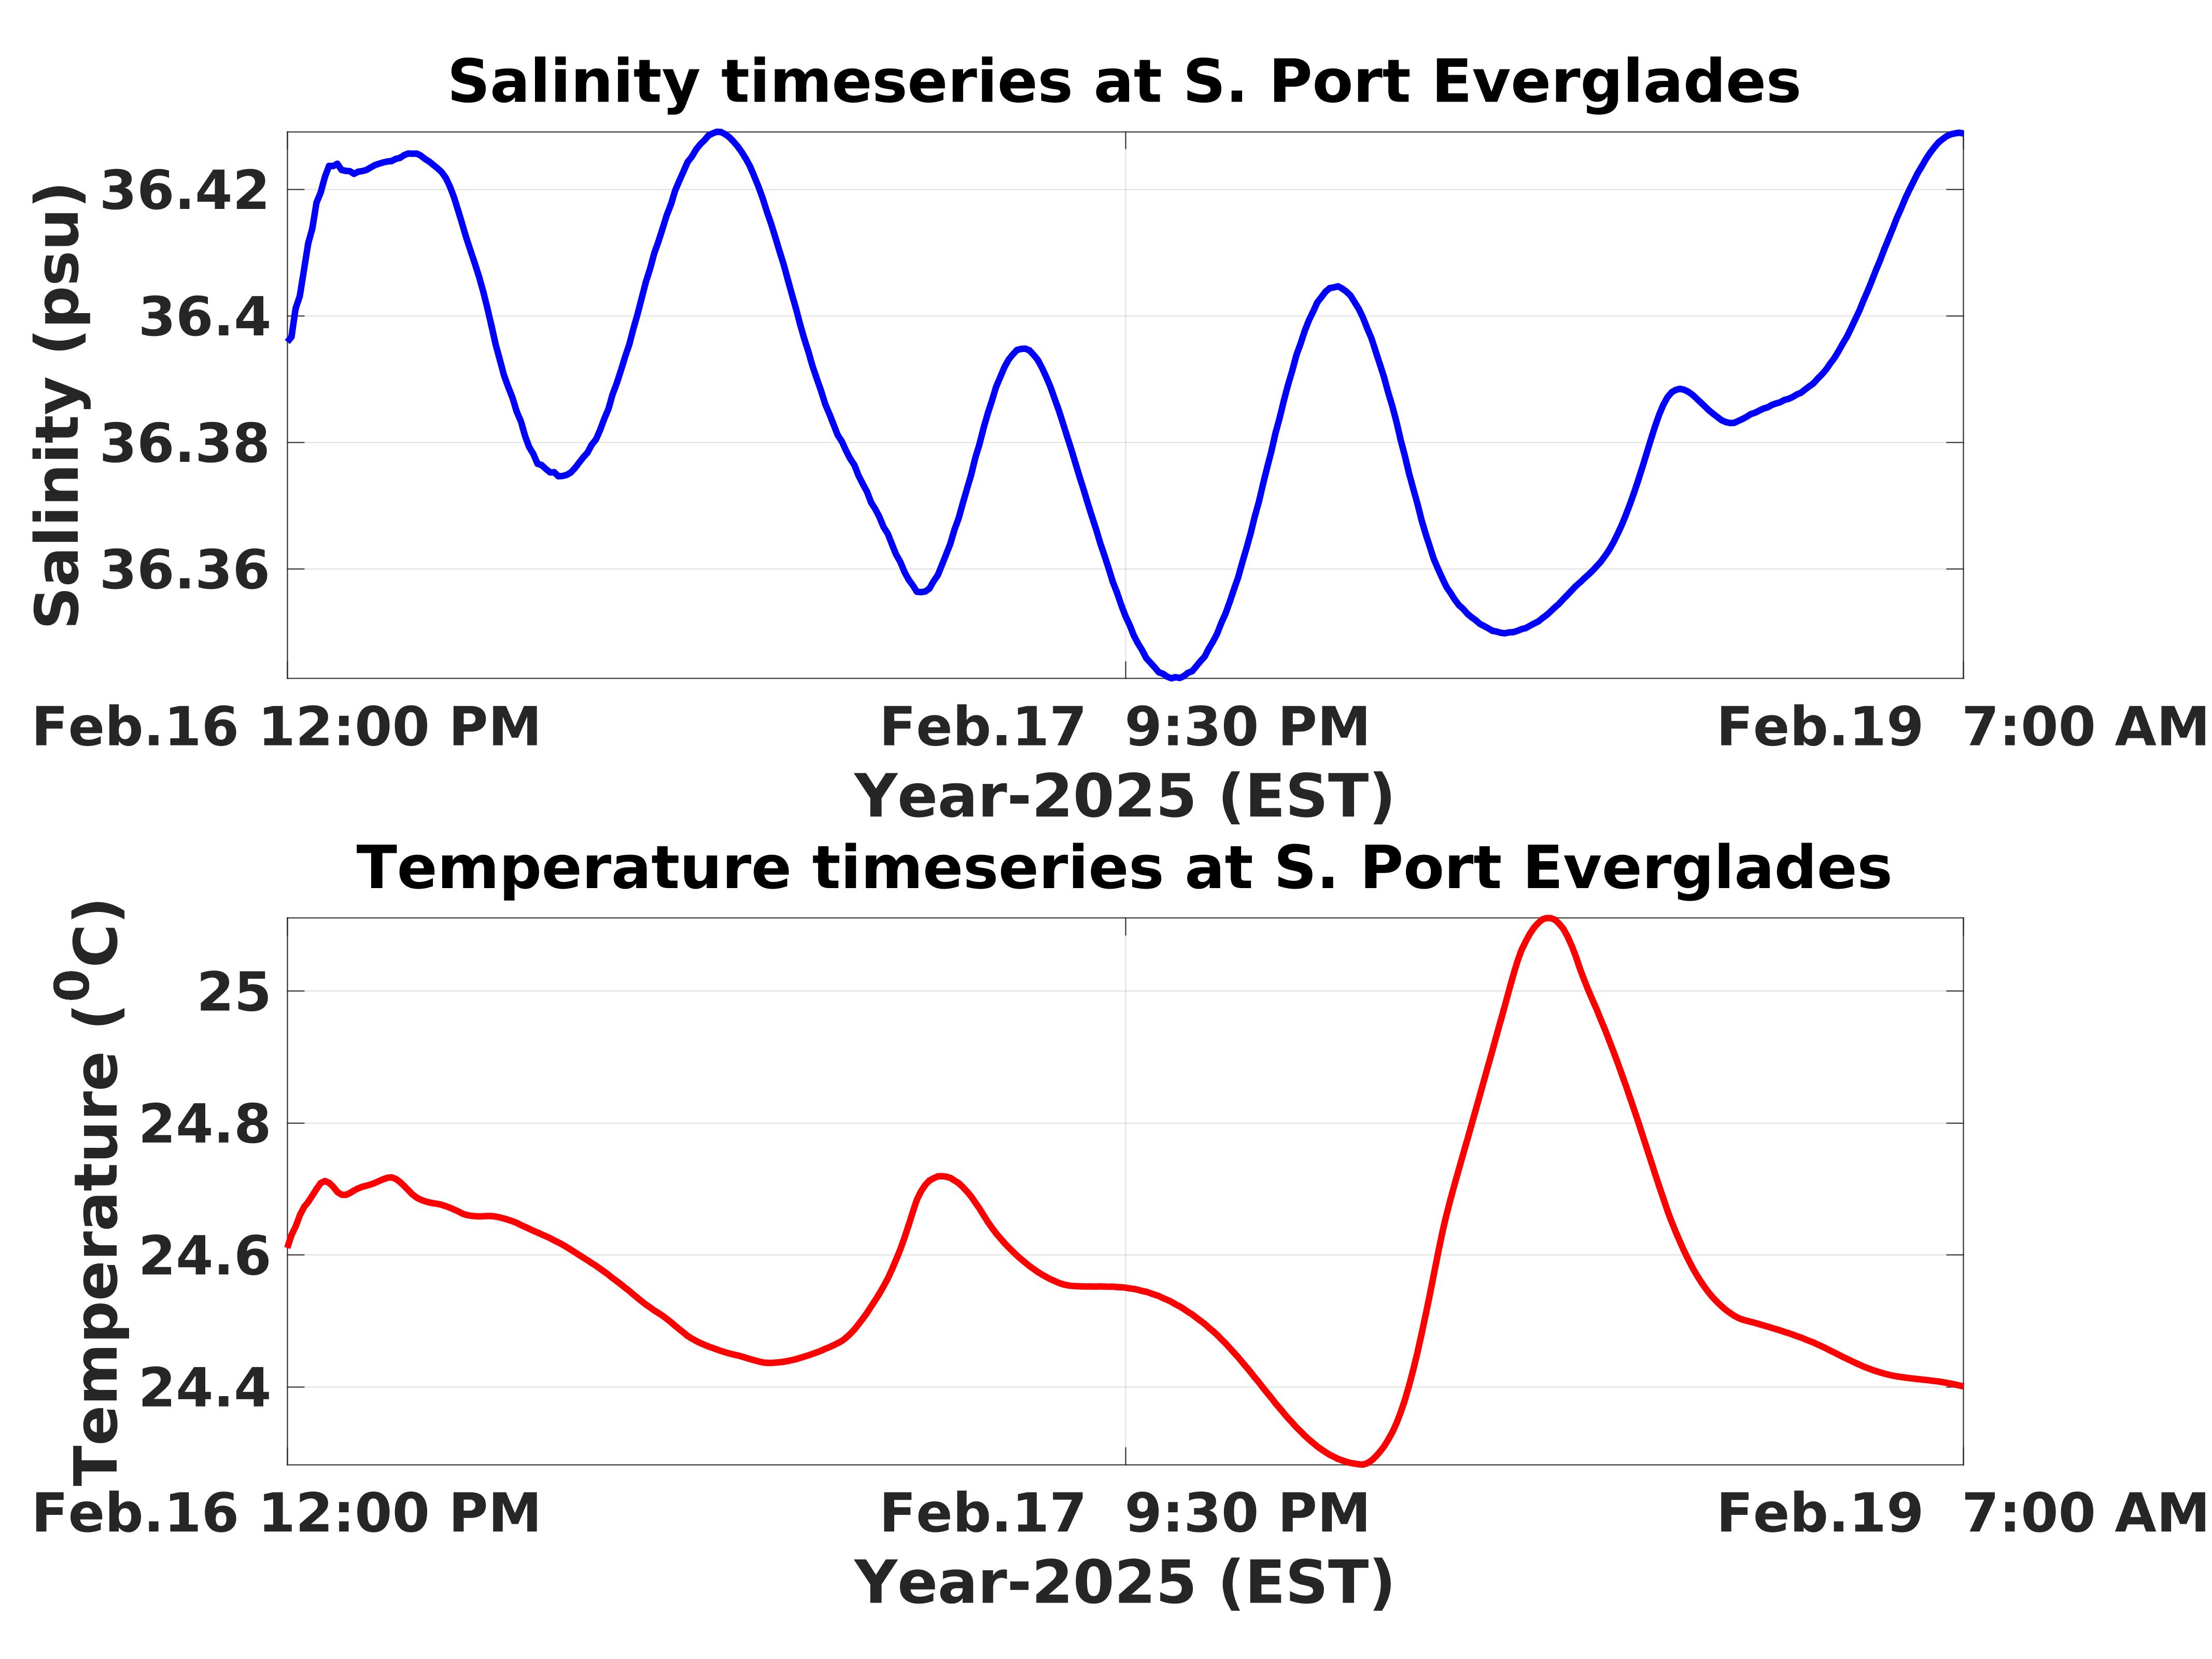 Salinity timeseries at S. Port Everglades
Salinity (psu)
36.42
36.4
36.38
36.36
Feb.16 12:00 PM
Feb.17  9:30 PM
Feb.19  7:00 AM
Year-2025 (EST)
Temperature timeseries at S. Port Everglades
Temperature (⁰C)
25
24.8
24.6
24.4
Feb.16 12:00 PM
Feb.17  9:30 PM
Feb.19  7:00 AM
Year-2025 (EST)